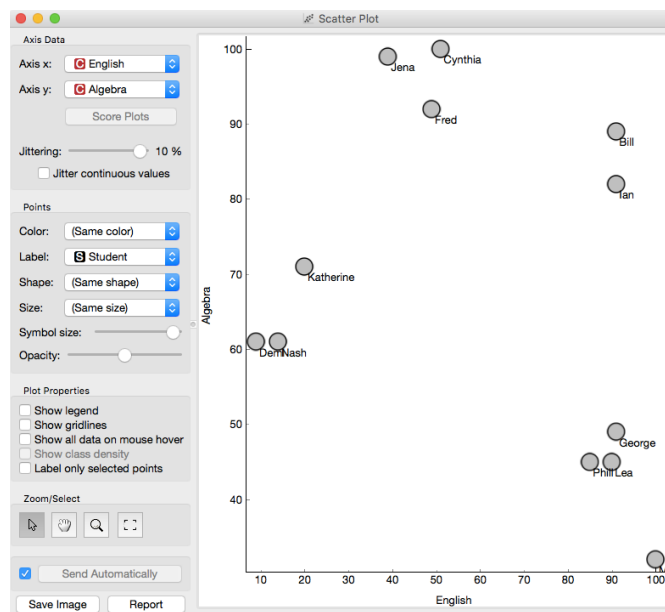 Scatter Plot
Axis Data
Axis x: C English
Axis y: C Algebra
Score Plots
Jittering: 10 %
Jitter continuous values
Points
Color: (Same color)
Label: S Student
Shape: (Same shape)
Size: (Same size)
Symbol size:
Opacity:
Plot Properties
Show legend
Show gridlines
Show all data on mouse hover
Show class density
Label only selected points
Zoom/Select
Send Automatically
Save Image Report
100
90
80
70
60
50
40
Algebra
Jena
Cynthia
Fred
Bill
Ian
Katherine
Nash
George
Phill Lea
10 20 30 40 50 60 70 80 90 100
English